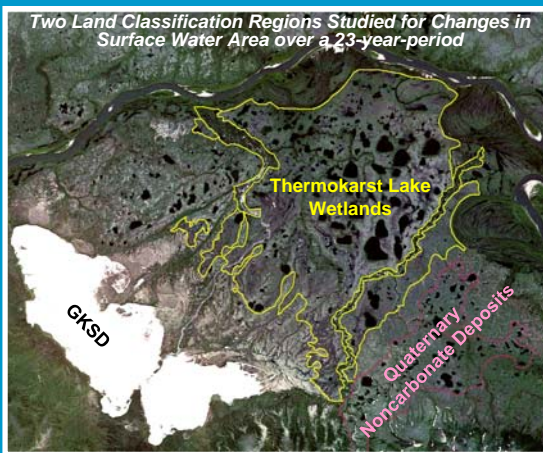 Two Land Classification Regions Studied for Changes in
Surface Water Area over a 23-year-period
Thermokarst Lake
Wetlands
GKSD
Quaternary
Noncarbonate Deposits